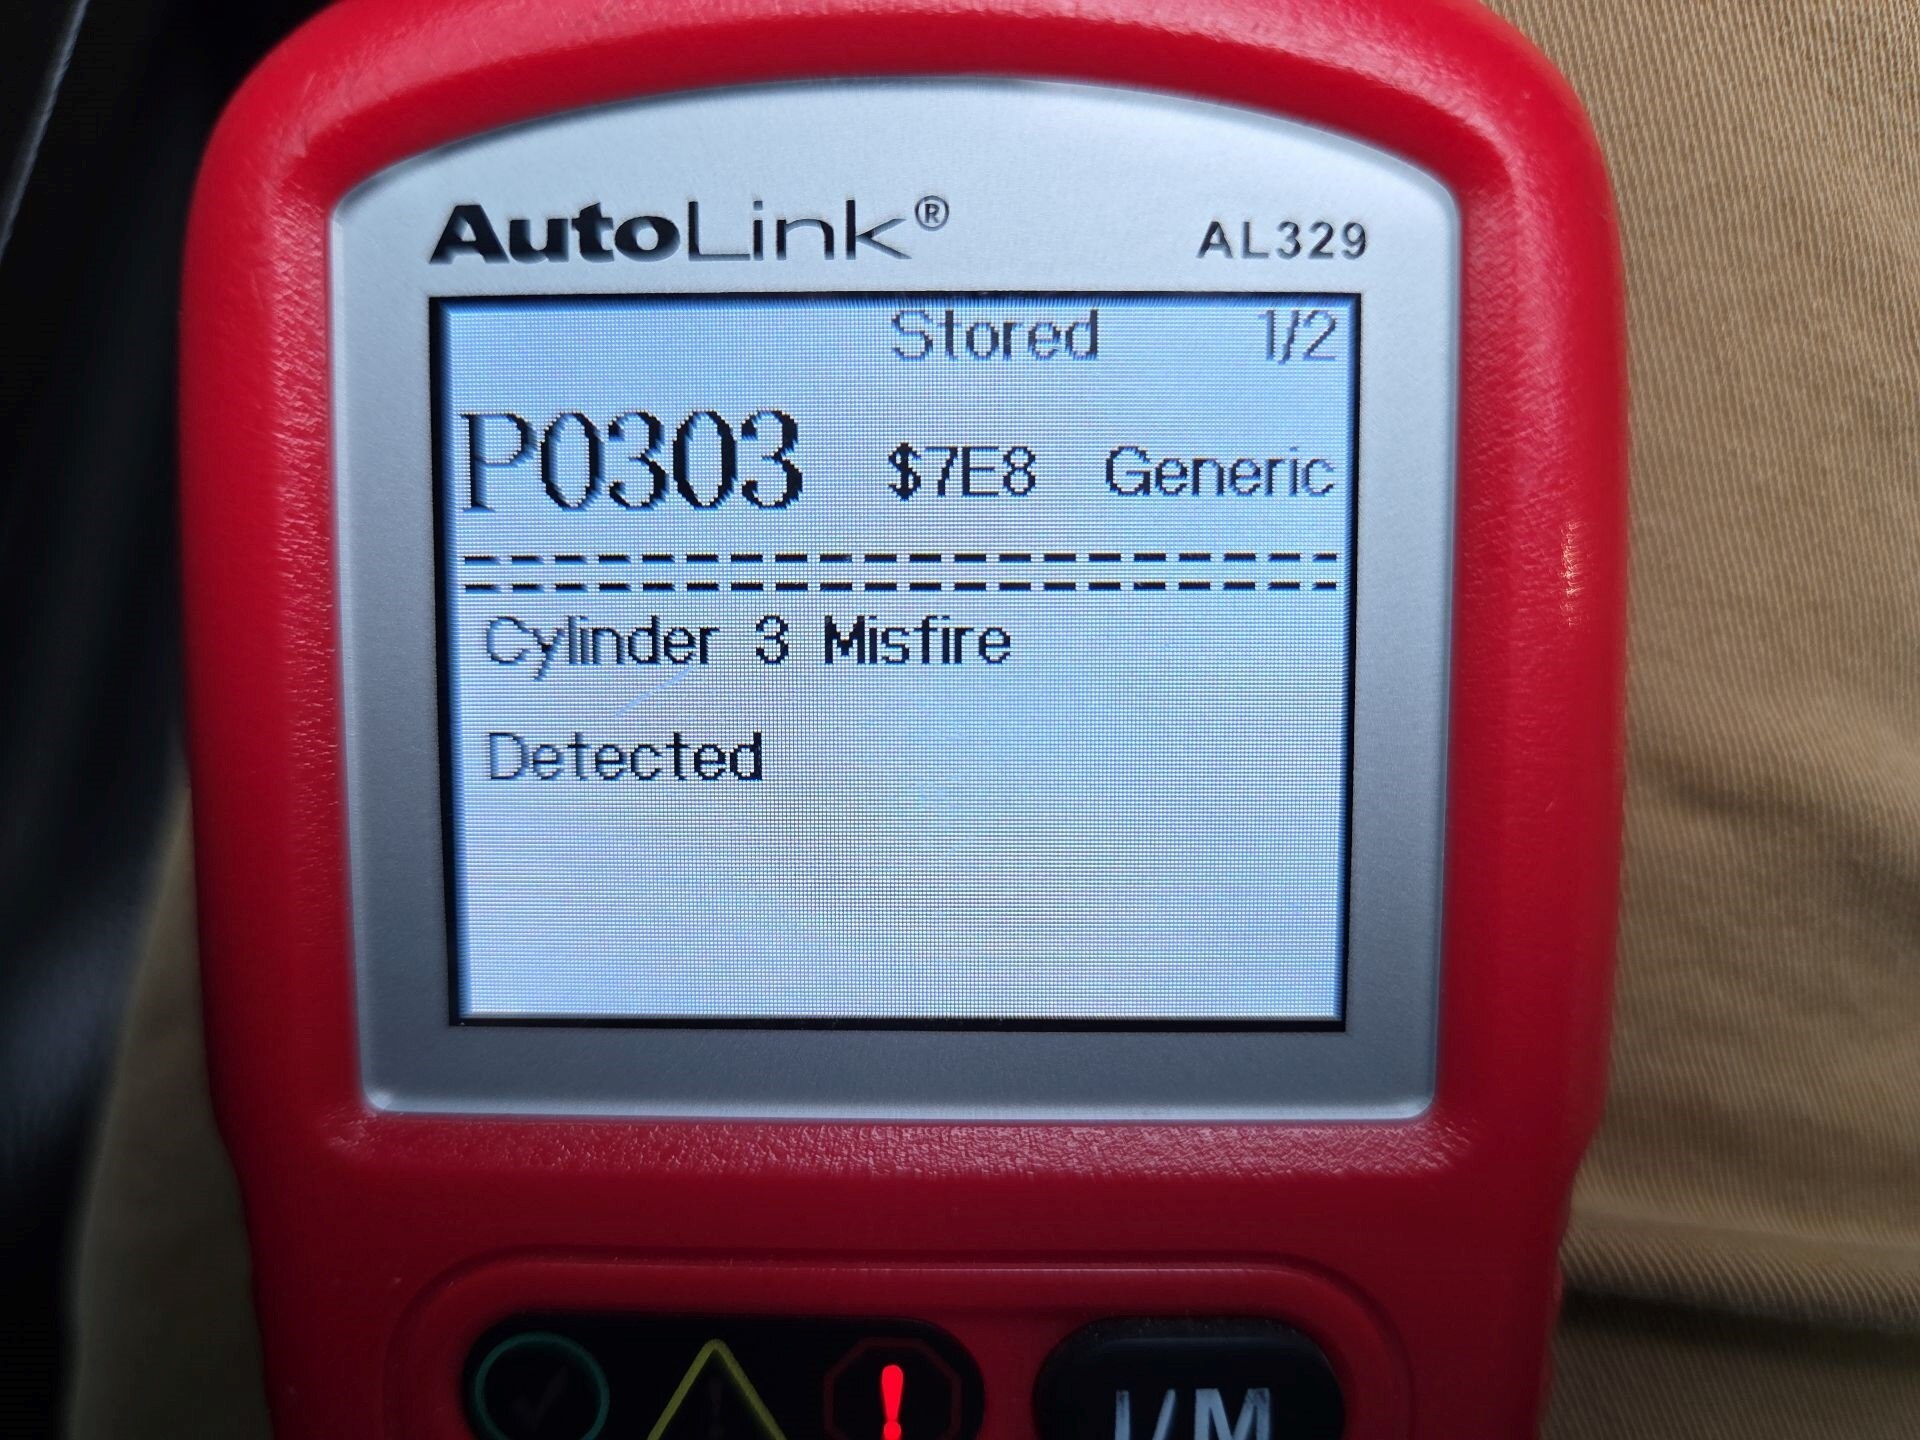 AutoLink® AL329
Stored 1/2
P0303 $7E8 Generic
Cylinder 3 Misfire
Detected
I/M